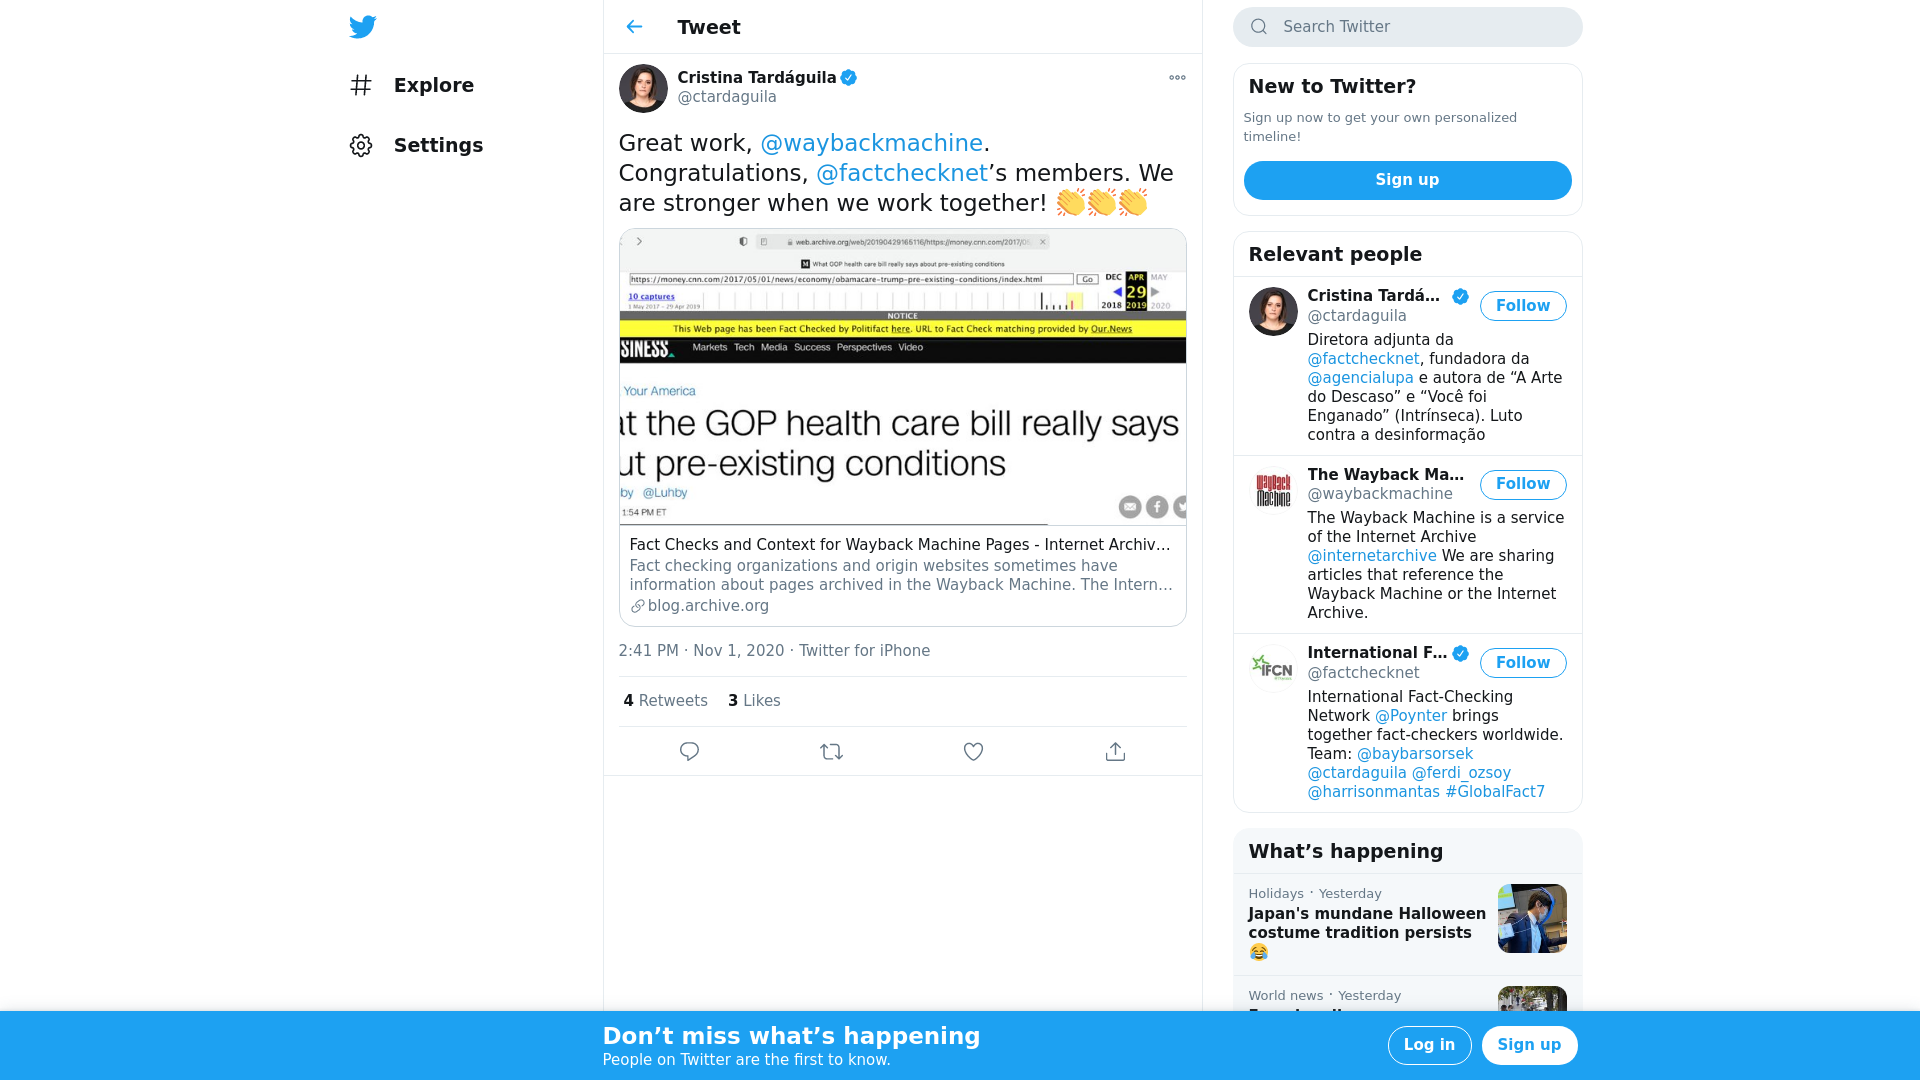 Explore
Settings
Tweet
Cristina Tardáguila
@ctardaguila
Great work, @waybackmachine.
Congratulations, @factchecknet’s members. We
are stronger when we work together! 👏👏👏
web.archive.org/web/20190429165116/https://money.cnn.com/2017/05
M What GOP health care bill really says about pre-existing conditions
https://money.cnn.com/2017/05/01/news/economy/obamacare-trump-pre-existing-conditions/index.html Go DEC APR MAY
29
10 captures
1 May 2017 - 29 Apr 2019
2018 2019 2020
NOTICE
This Web page has been Fact Checked by Politifact here. URL to Fact Check matching provided by Our.News
SINESS Markets Tech Media Success Perspectives Video
Your America
at the GOP health care bill really says
ut pre-existing conditions
by @Luhby
1:54 PM ET
Fact Checks and Context for Wayback Machine Pages - Internet Archiv…
Fact checking organizations and origin websites sometimes have
information about pages archived in the Wayback Machine. The Intern…
blog.archive.org
2:41 PM · Nov 1, 2020 · Twitter for iPhone
4 Retweets 3 Likes
Search Twitter
New to Twitter?
Sign up now to get your own personalized
timeline!
Sign up
Relevant people
Cristina Tardá…
@ctardaguila
Follow
Diretora adjunta da
@factchecknet, fundadora da
@agencialupa e autora de “A Arte
do Descaso” e “Você foi
Enganado” (Intrínseca). Luto
contra a desinformação
Wayback
Machine
The Wayback Ma…
@waybackmachine
Follow
The Wayback Machine is a service
of the Internet Archive
@internetarchive We are sharing
articles that reference the
Wayback Machine or the Internet
Archive.
IFCN
International F…
@factchecknet
Follow
International Fact-Checking
Network @Poynter brings
together fact-checkers worldwide.
Team: @baybarsorsek
@ctardaguila @ferdi_ozsoy
@harrisonmantas #GlobalFact7
What’s happening
Holidays · Yesterday
Japan's mundane Halloween
costume tradition persists
😂
World news · Yesterday
Don’t miss what’s happening
People on Twitter are the first to know.
Log in
Sign up